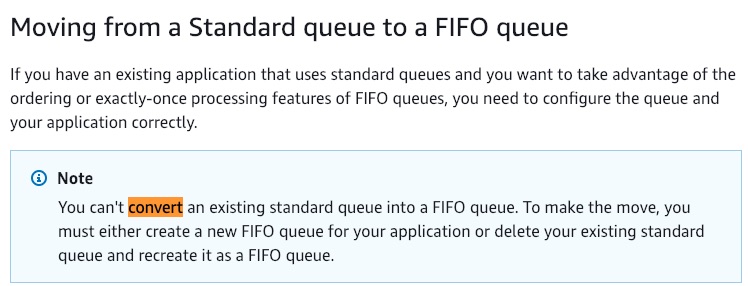 Moving from a Standard queue to a FIFO queue
If you have an existing application that uses standard queues and you want to take advantage of the
ordering or exactly-once processing features of FIFO queues, you need to configure the queue and
your application correctly.
Note
You can't convert an existing standard queue into a FIFO queue. To make the move, you
must either create a new FIFO queue for your application or delete your existing standard
queue and recreate it as a FIFO queue.